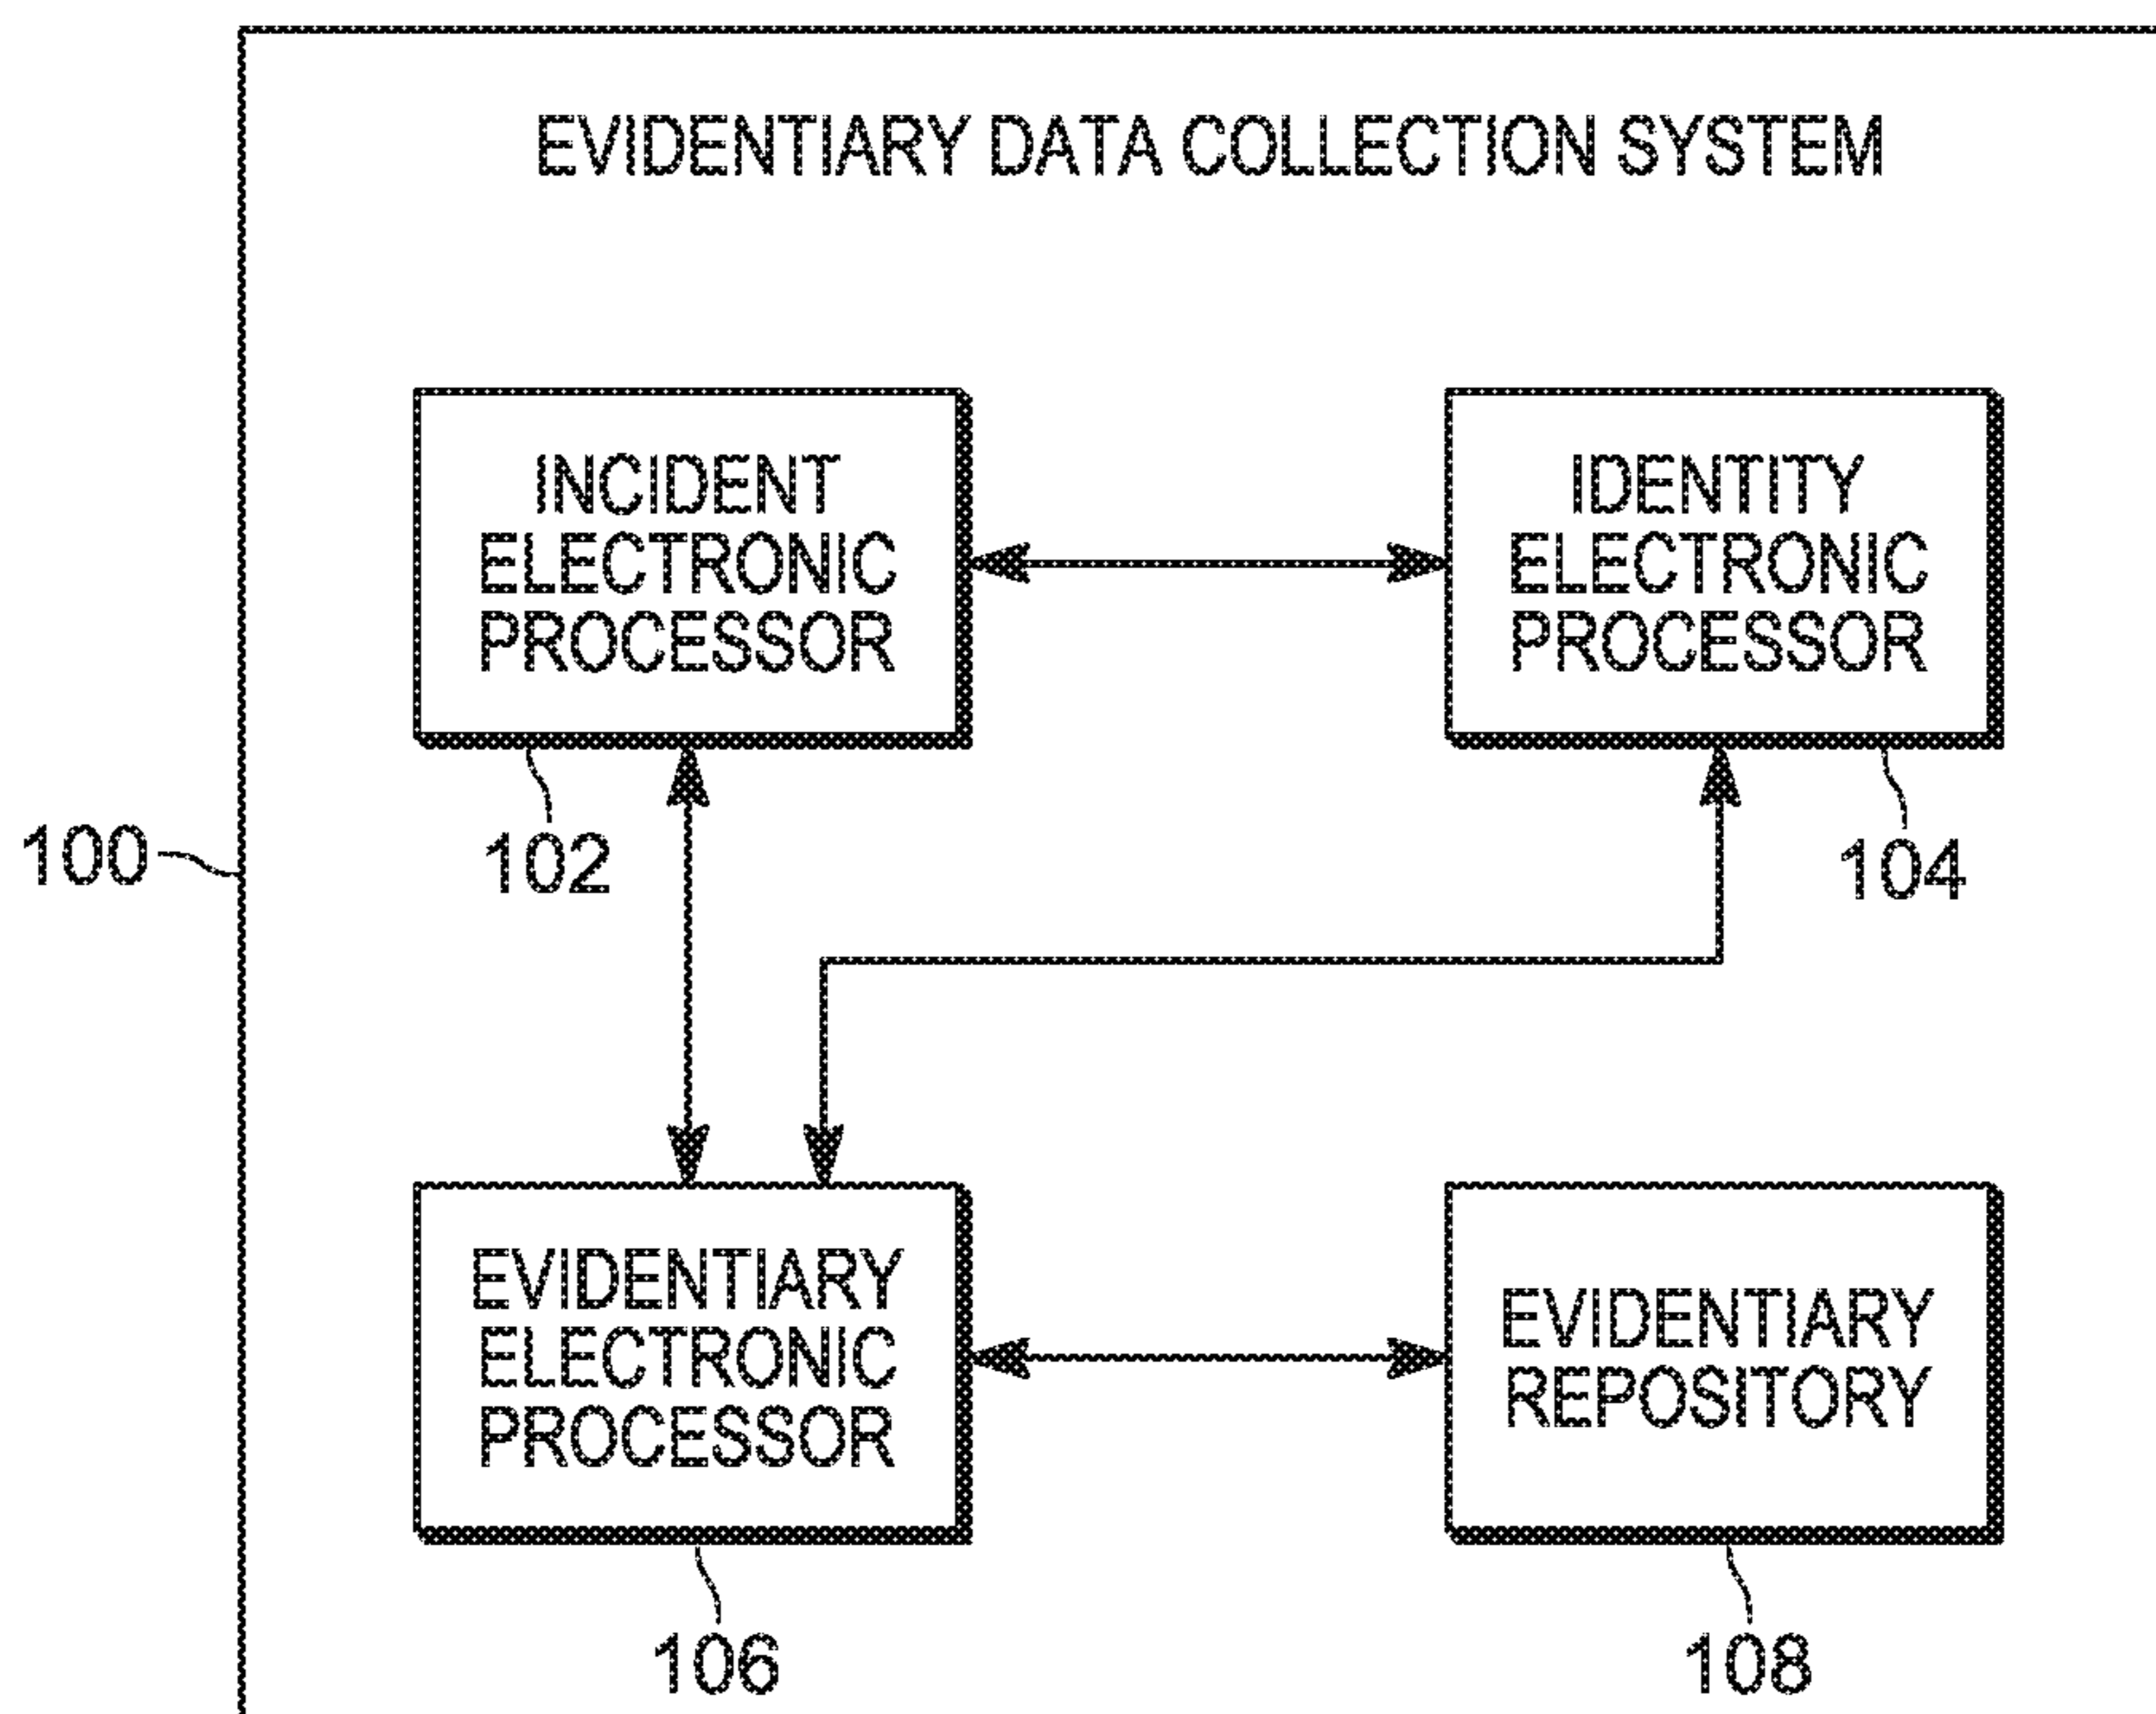 EVIDENTIARY DATA COLLECTION SYSTEM
INCIDENT
ELECTRONIC
PROCESSOR
IDENTITY
ELECTRONIC
PROCESSOR
100
102
104
EVIDENTIARY
ELECTRONIC
PROCESSOR
EVIDENTIARY
REPOSITORY
106
108